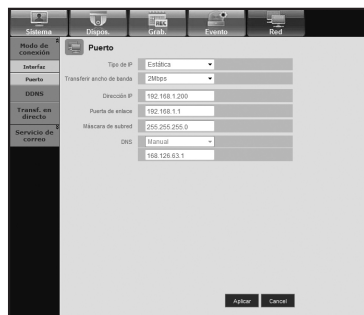 Sistema
Dispos.
REC
Grab.
Evento
Red
Modo de
conexión
Interfaz
Puerto
DDNS
Transf. en
directo
Servicio de
correo
Puerto
Tipo de IP Estática
Transferir ancho de banda 2Mbps
Dirección IP 192.168.1.200
Puerta de enlace 192.168.1.1
Máscara de subred 255.255.255.0
DNS Manual
168.126.63.1
Aplicar Cancel